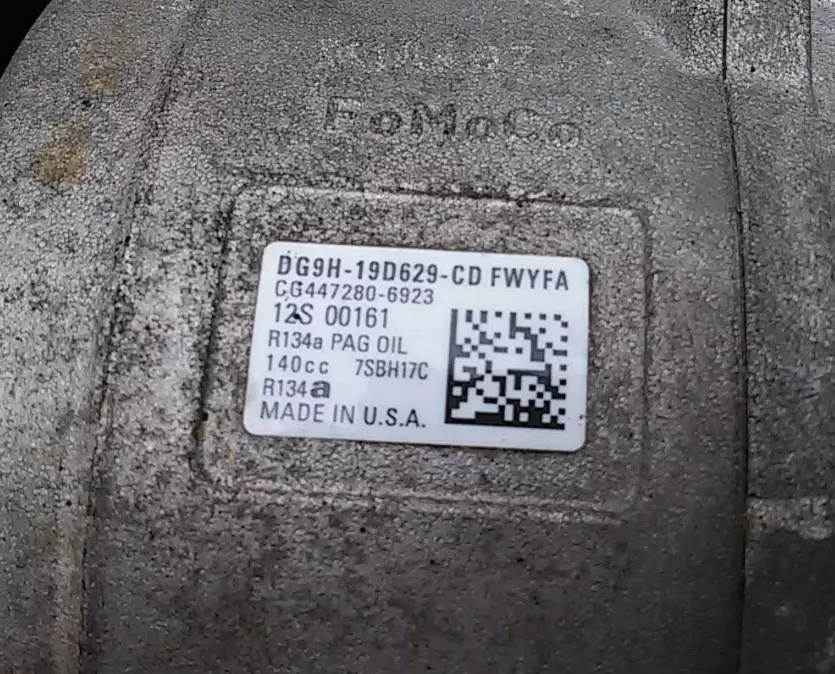 FoMoCo
DG9H-19D629-CD FWYFA
CG447280-6923
12S 00161
R134a PAG OIL
140cc 7SBH17C
R134a
MADE IN U.S.A.